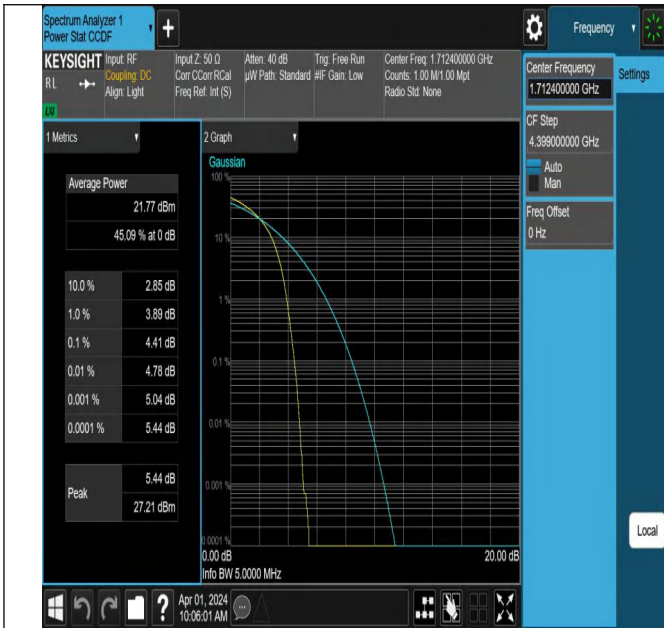 Spectrum Analyzer 1
Power Stat CCDF
+
Frequency
KEYSIGHT
RL
LXI
Input: RF
Coupling: DC
Align: Light
Input Z: 50 Ω
Corr CCorr RCal
Freq Ref: Int (S)
Atten: 40 dB
µW Path: Standard
Trig: Free Run
#IF Gain: Low
Center Freq: 1.712400000 GHz
Counts: 1.00 M/1.00 Mpt
Radio Std: None
Center Frequency
1.712400000 GHz
Settings
CF Step
4.399000000 GHz
Auto
Man
Freq Offset
0 Hz
Local
1 Metrics
Average Power
21.77 dBm
45.09 % at 0 dB
10.0 % 2.85 dB
1.0 % 3.89 dB
0.1 % 4.41 dB
0.01 % 4.78 dB
0.001 % 5.04 dB
0.0001 % 5.44 dB
Peak
5.44 dB
27.21 dBm
2 Graph
Gaussian
100 %
10 %
1 %
0.1 %
0.01 %
0.001 %
0.0001 %
0.00 dB 20.00 dB
Info BW 5.0000 MHz
?
Apr 01, 2024
10:06:01 AM